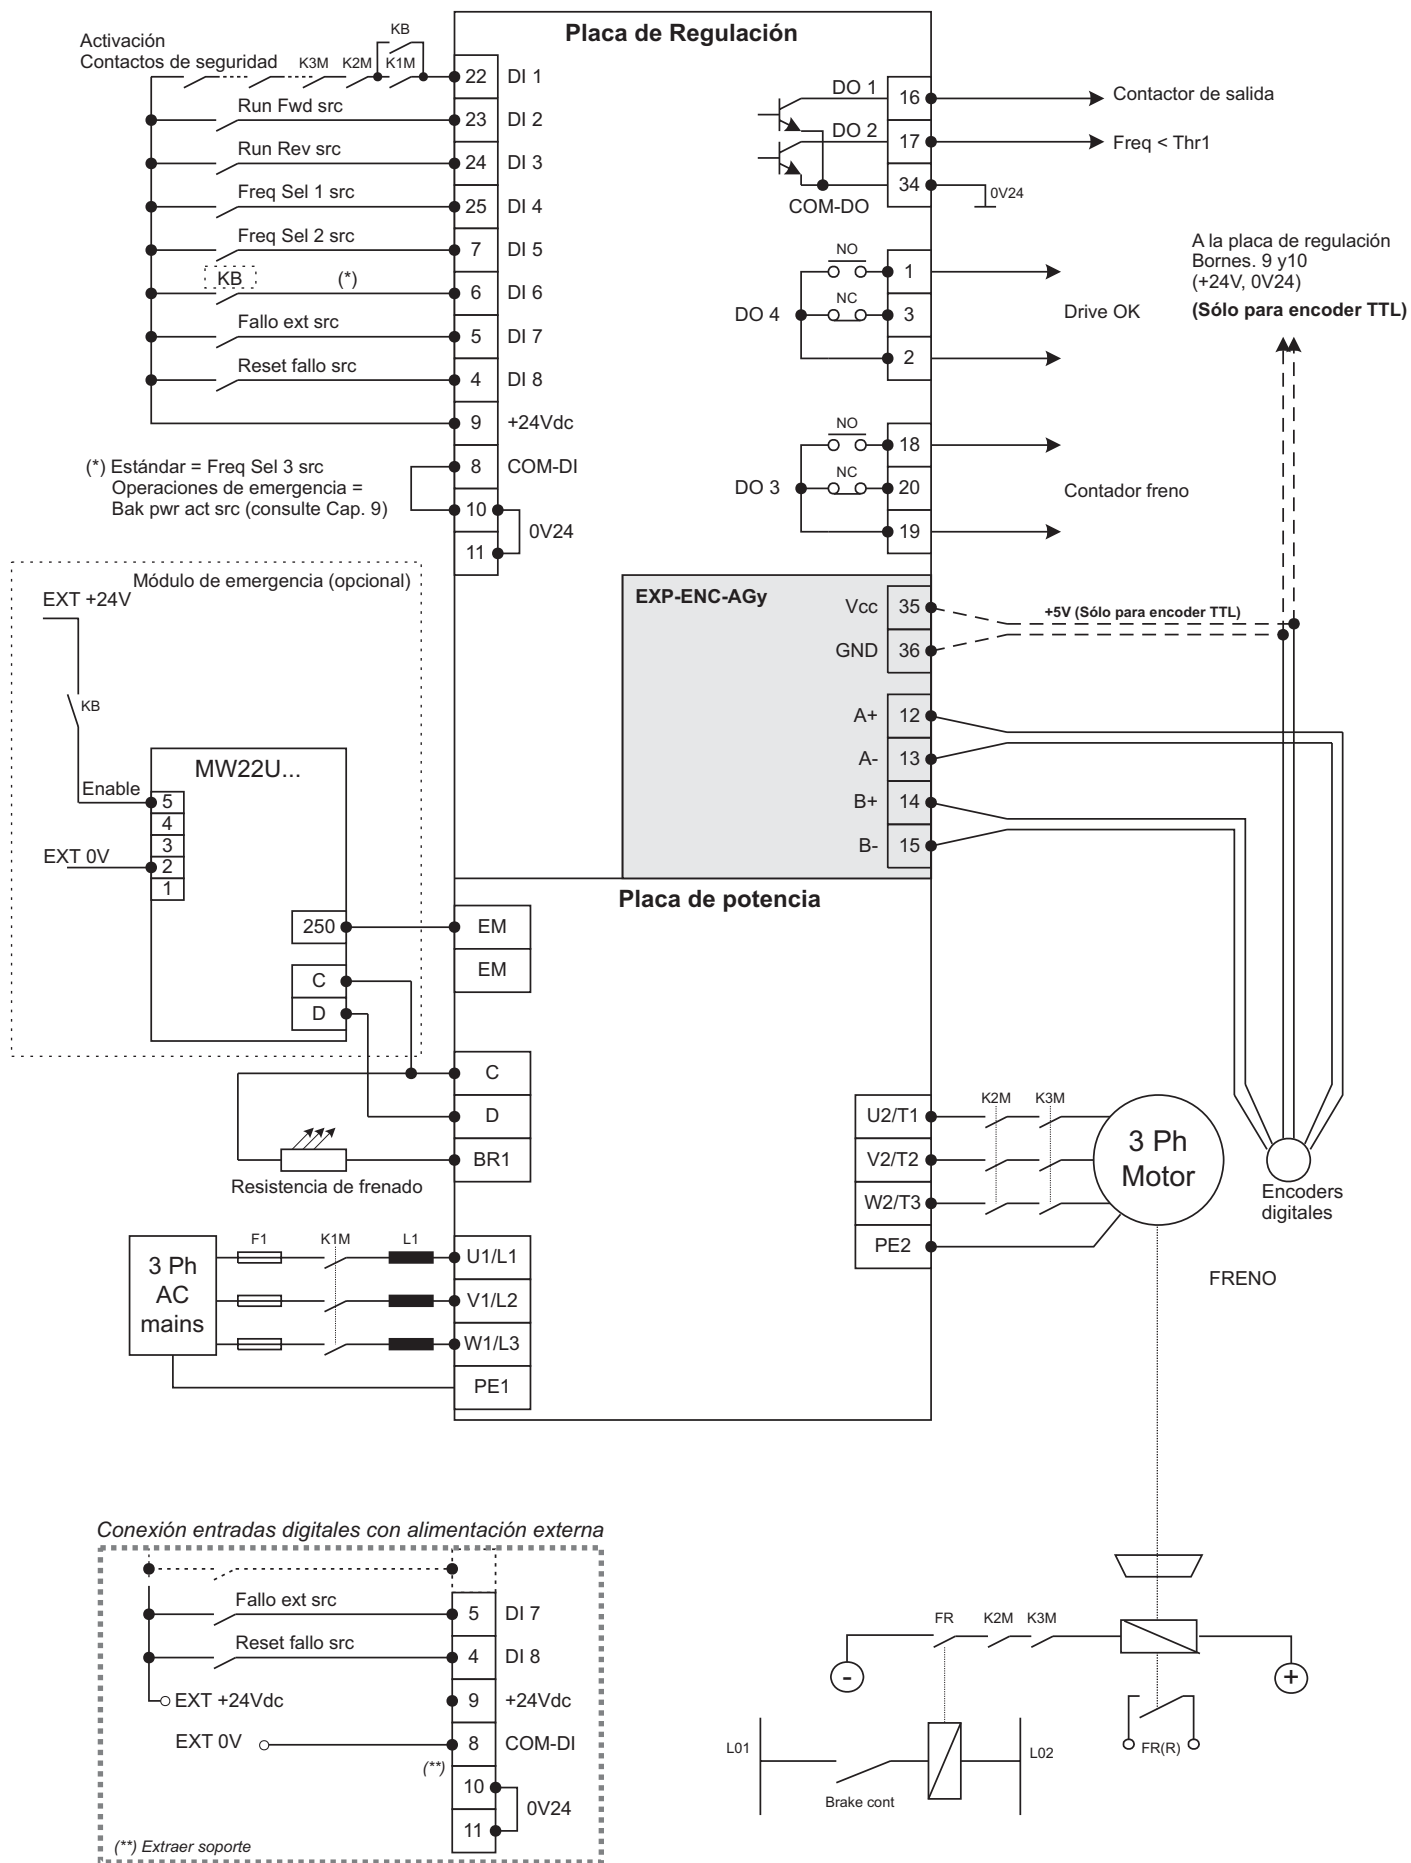 Placa de Regulación
Activación
Contactos de seguridad
K3M
K2M
K1M
KB
22
DI 1
Run Fwd src
23
DI 2
Run Rev src
24
DI 3
Freq Sel 1 src
25
DI 4
Freq Sel 2 src
7
DI 5
KB
(*)
6
DI 6
Fallo ext src
5
DI 7
Reset fallo src
4
DI 8
9
+24Vdc
8
COM-DI
10
11
0V24
(*) Estándar = Freq Sel 3 src
Operaciones de emergencia =
Bak pwr act src (consulte Cap. 9)
DO 1
16
Contactor de salida
DO 2
17
Freq < Thr1
34
COM-DO
0V24
NO
1
NC
3
DO 4
2
Drive OK
NO
18
NC
20
DO 3
19
Contador freno
A la placa de regulación
Bornes. 9 y10
(+24V, 0V24)
(Sólo para encoder TTL)
EXP-ENC-AGy
Vcc
35
+5V (Sólo para encoder TTL)
GND
36
A+
12
A-
13
B+
14
B-
15
Módulo de emergencia (opcional)
EXT +24V
KB
Enable
MW22U...
5
4
3
2
1
EXT 0V
250
C
D
Placa de potencia
EM
EM
C
D
BR1
Resistencia de frenado
3 Ph
AC
mains
F1
K1M
L1
U1/L1
V1/L2
W1/L3
PE1
U2/T1
V2/T2
W2/T3
PE2
K2M
K3M
3 Ph
Motor
Encoders
digitales
FRENO
Conexión entradas digitales con alimentación externa
Fallo ext src
5
DI 7
Reset fallo src
4
DI 8
EXT +24Vdc
9
+24Vdc
EXT 0V
8
COM-DI
(**)
10
11
0V24
(**) Extraer soporte
FR
K2M
K3M
-
+
FR(R)
L01
L02
Brake cont